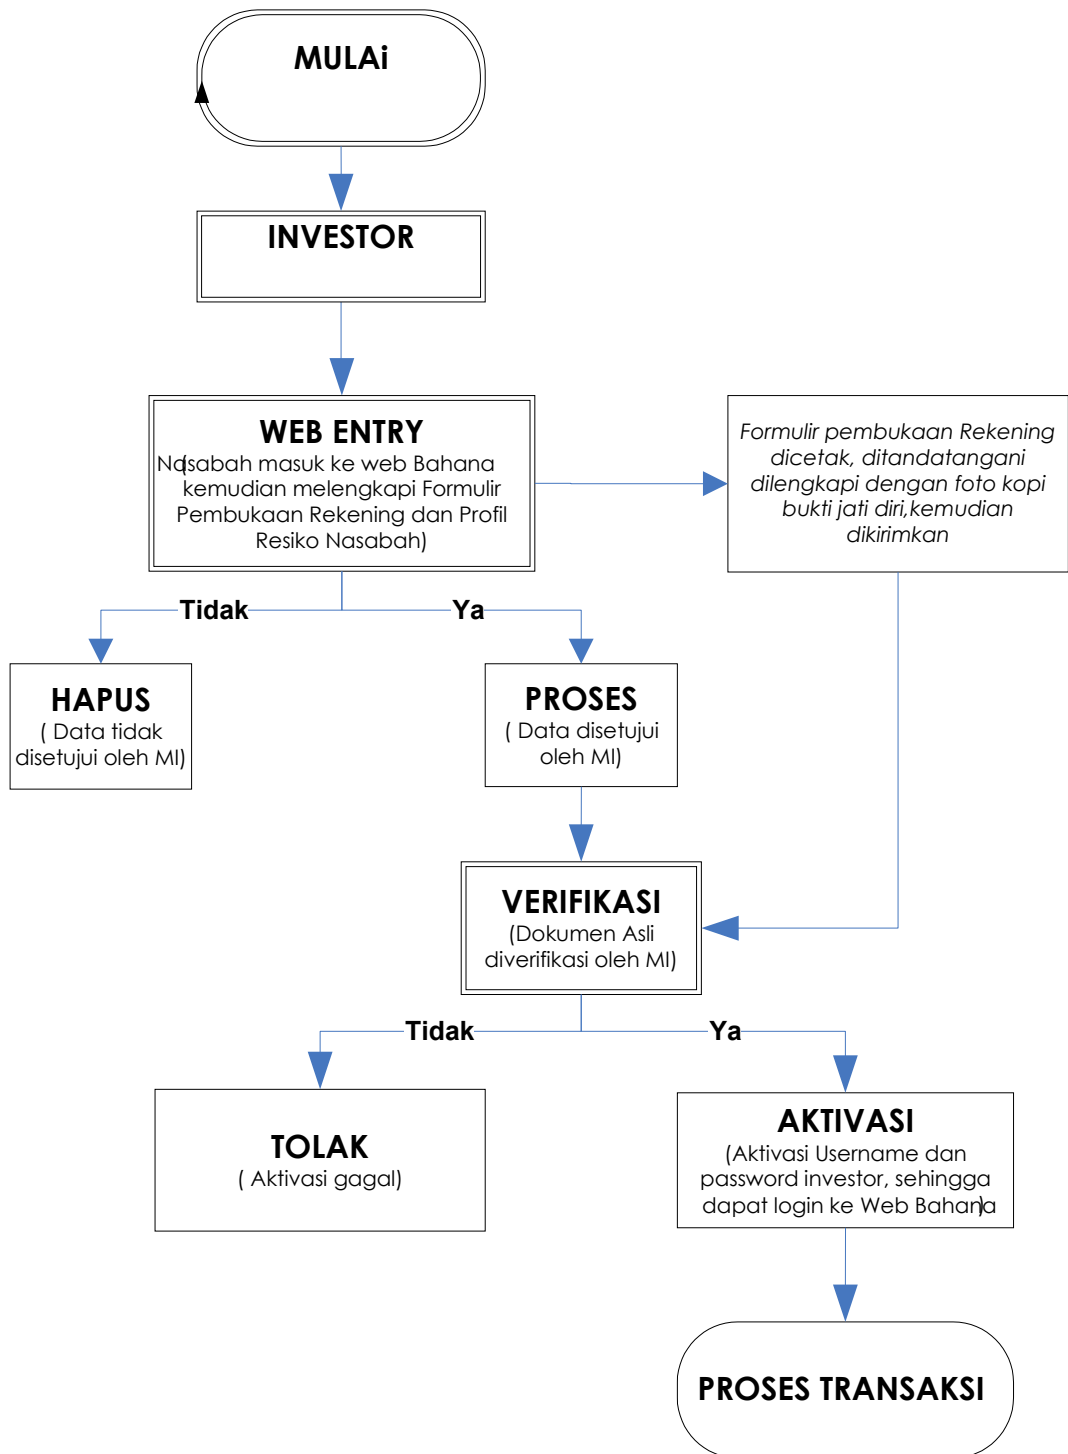 MULAi
INVESTOR
WEB ENTRY
(Nasabah masuk ke web Bahana
kemudian melengkapi Formulir
Pembukaan Rekening dan Profil
Resiko Nasabah)
Formulir pembukaan Rekening
dicetak, ditandatangani
dilengkapi dengan foto kopi
bukti jati diri,kemudian
dikirimkan
Tidak
Ya
HAPUS
( Data tidak
disetujui oleh MI)
PROSES
( Data disetujui
oleh MI)
VERIFIKASI
(Dokumen Asli
diverifikasi oleh MI)
Tidak
Ya
TOLAK
( Aktivasi gagal)
AKTIVASI
(Aktivasi Username dan
password investor, sehingga
dapat login ke Web Bahana)
PROSES TRANSAKSI